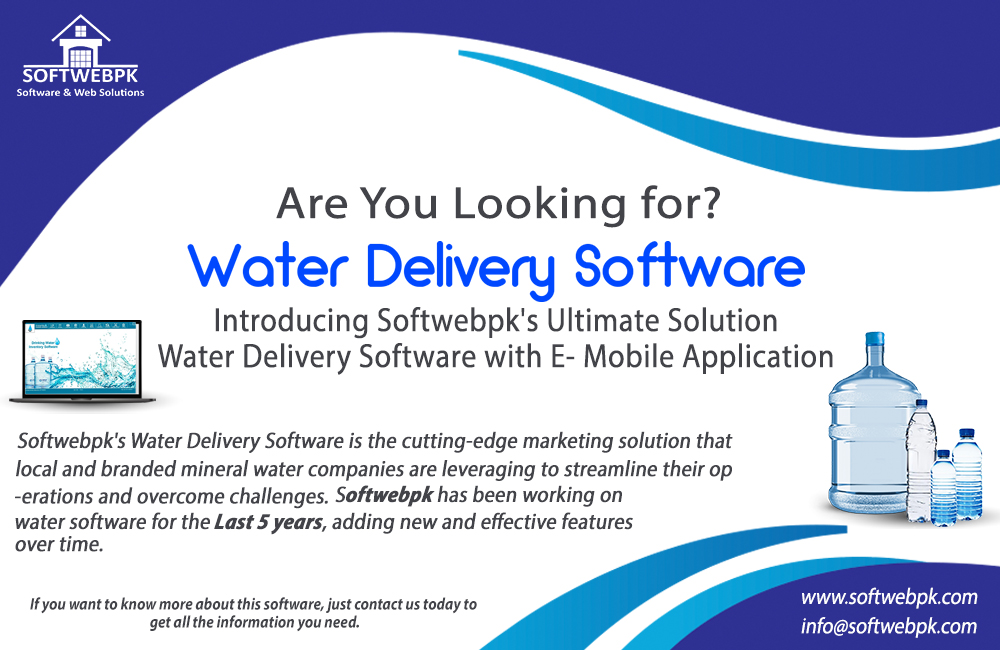 SOFTWEBPK
Software & Web Solutions
Are You Looking for?
Water Delivery Software
Introducing Softwebpk's Ultimate Solution
Water Delivery Software with E- Mobile Application
Drinking Water
Inventory Software
Softwebpk's Water Delivery Software is the cutting-edge marketing solution that
local and branded mineral water companies are leveraging to streamline their op
-erations and overcome challenges. Softwebpk has been working on
water software for the Last 5 years, adding new and effective features
over time.
If you want to know more about this software, just contact us today to
get all the information you need.
www.softwebpk.com
info@softwebpk.com